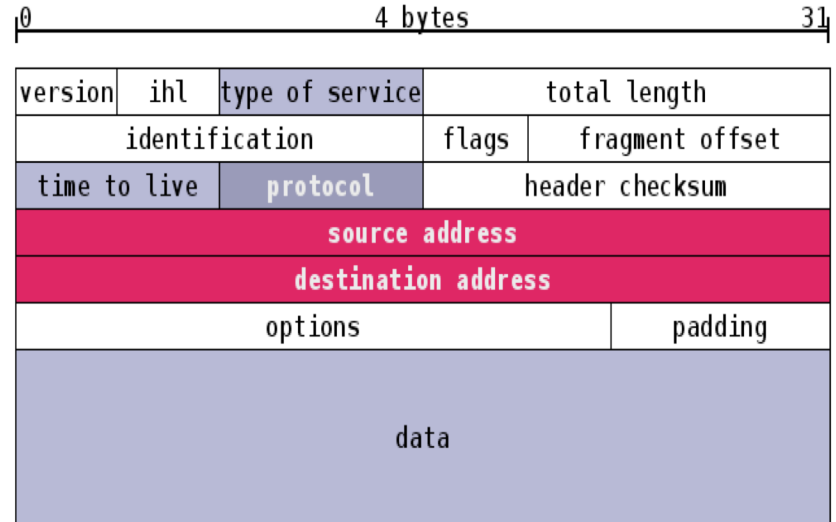 0 4 bytes 31
version ihl type of service total length
identification flags fragment offset
time to live protocol header checksum
source address
destination address
options padding
data